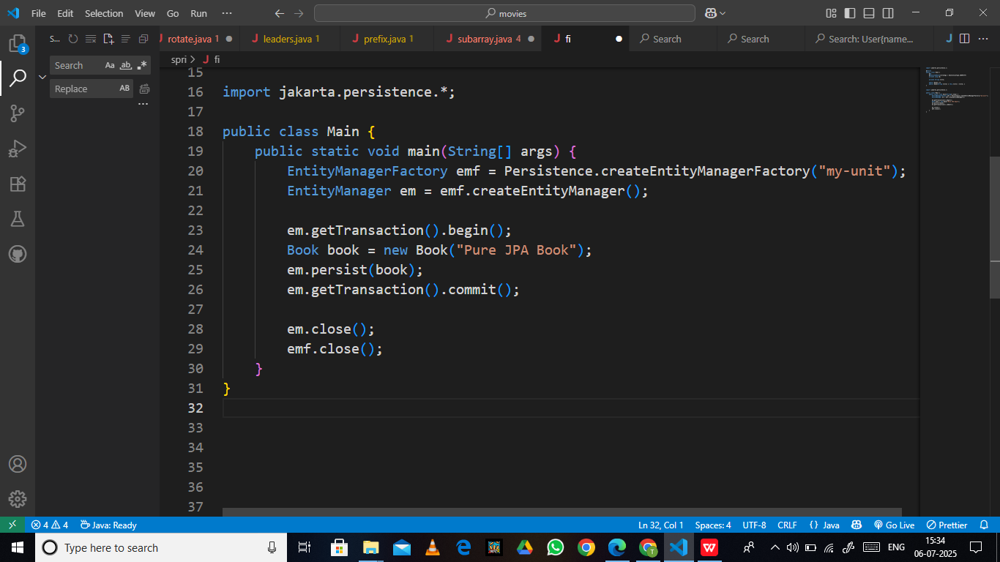 File Edit Selection View Go Run ··· movies
S... rotate.java 1 leaders.java 1 prefix.java 1 subarray.java 4 fi Search Search Search: User{name...
3
Search Aa ab
Replace AB
spri > fi
15
16 import jakarta.persistence.*;
17
18 public class Main {
19 public static void main(String[] args) {
20 EntityManagerFactory emf = Persistence.createEntityManagerFactory("my-unit");
21 EntityManager em = emf.createEntityManager();
22
23 em.getTransaction().begin();
24 Book book = new Book("Pure JPA Book");
25 em.persist(book);
26 em.getTransaction().commit();
27
28 em.close();
29 emf.close();
30 }
31 }
32
33
34
35
36
37
4 4 Java: Ready Ln 32, Col 1 Spaces: 4 UTF-8 CRLF {} Java Go Live Prettier
Type here to search ENG 15:34
06-07-2025